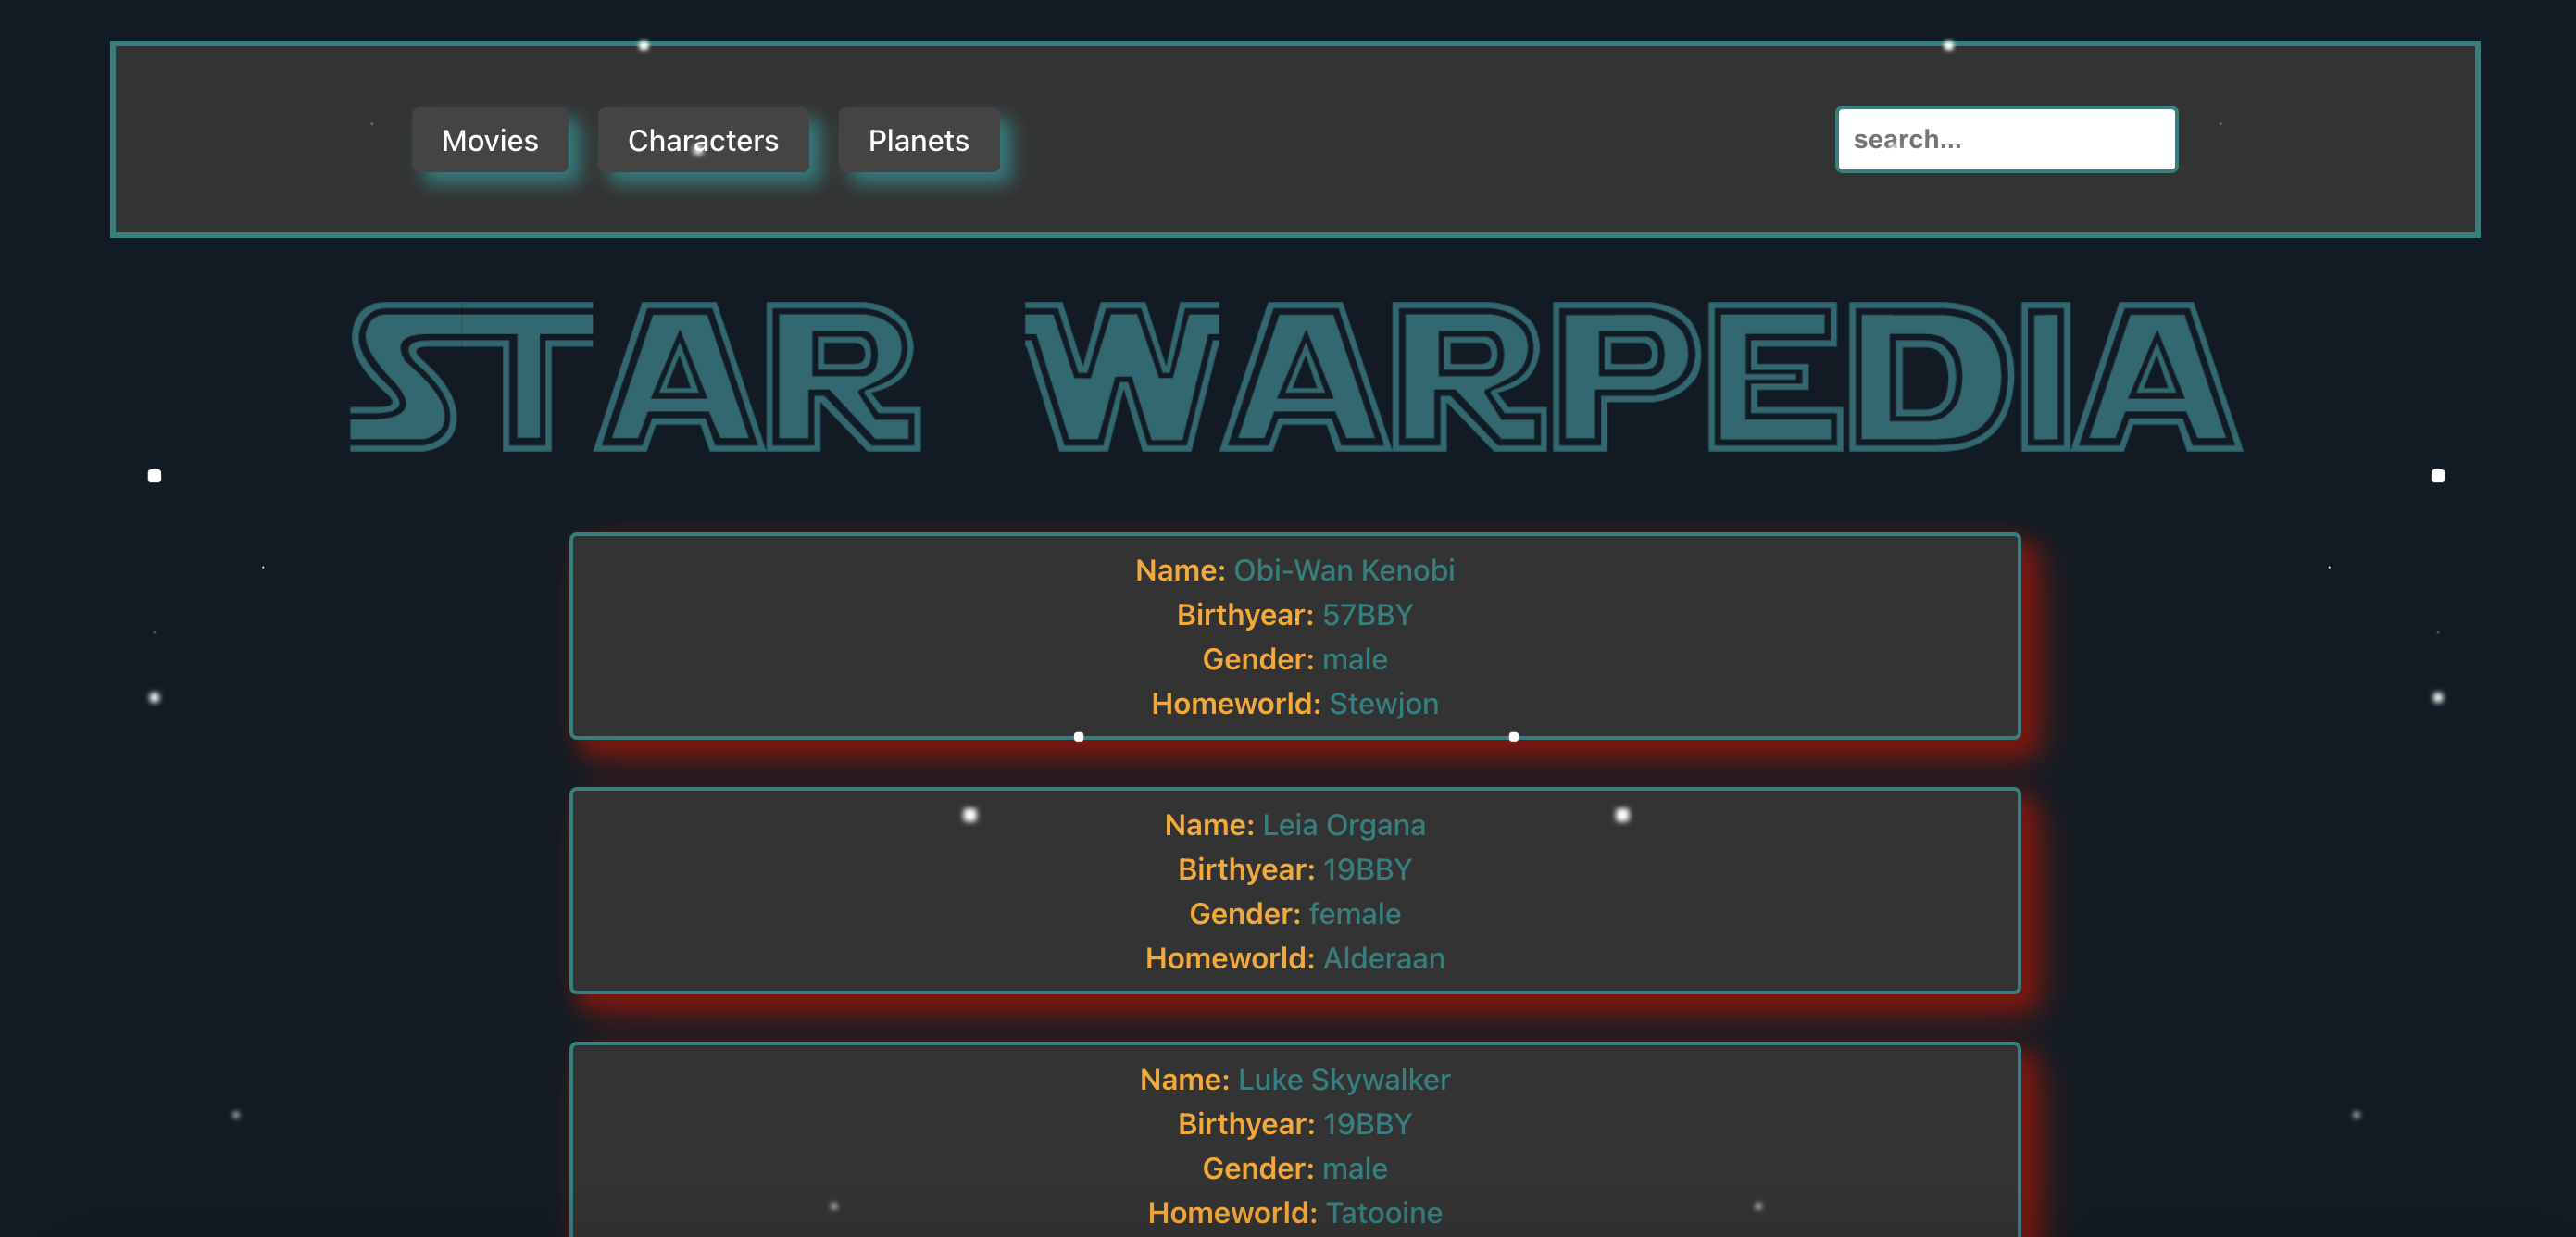 Movies Characters Planets search...
STAR WARPEDIA
Name: Obi-Wan Kenobi
Birthyear: 57BBY
Gender: male
Homeworld: Stewjon
Name: Leia Organa
Birthyear: 19BBY
Gender: female
Homeworld: Alderaan
Name: Luke Skywalker
Birthyear: 19BBY
Gender: male
Homeworld: Tatooine